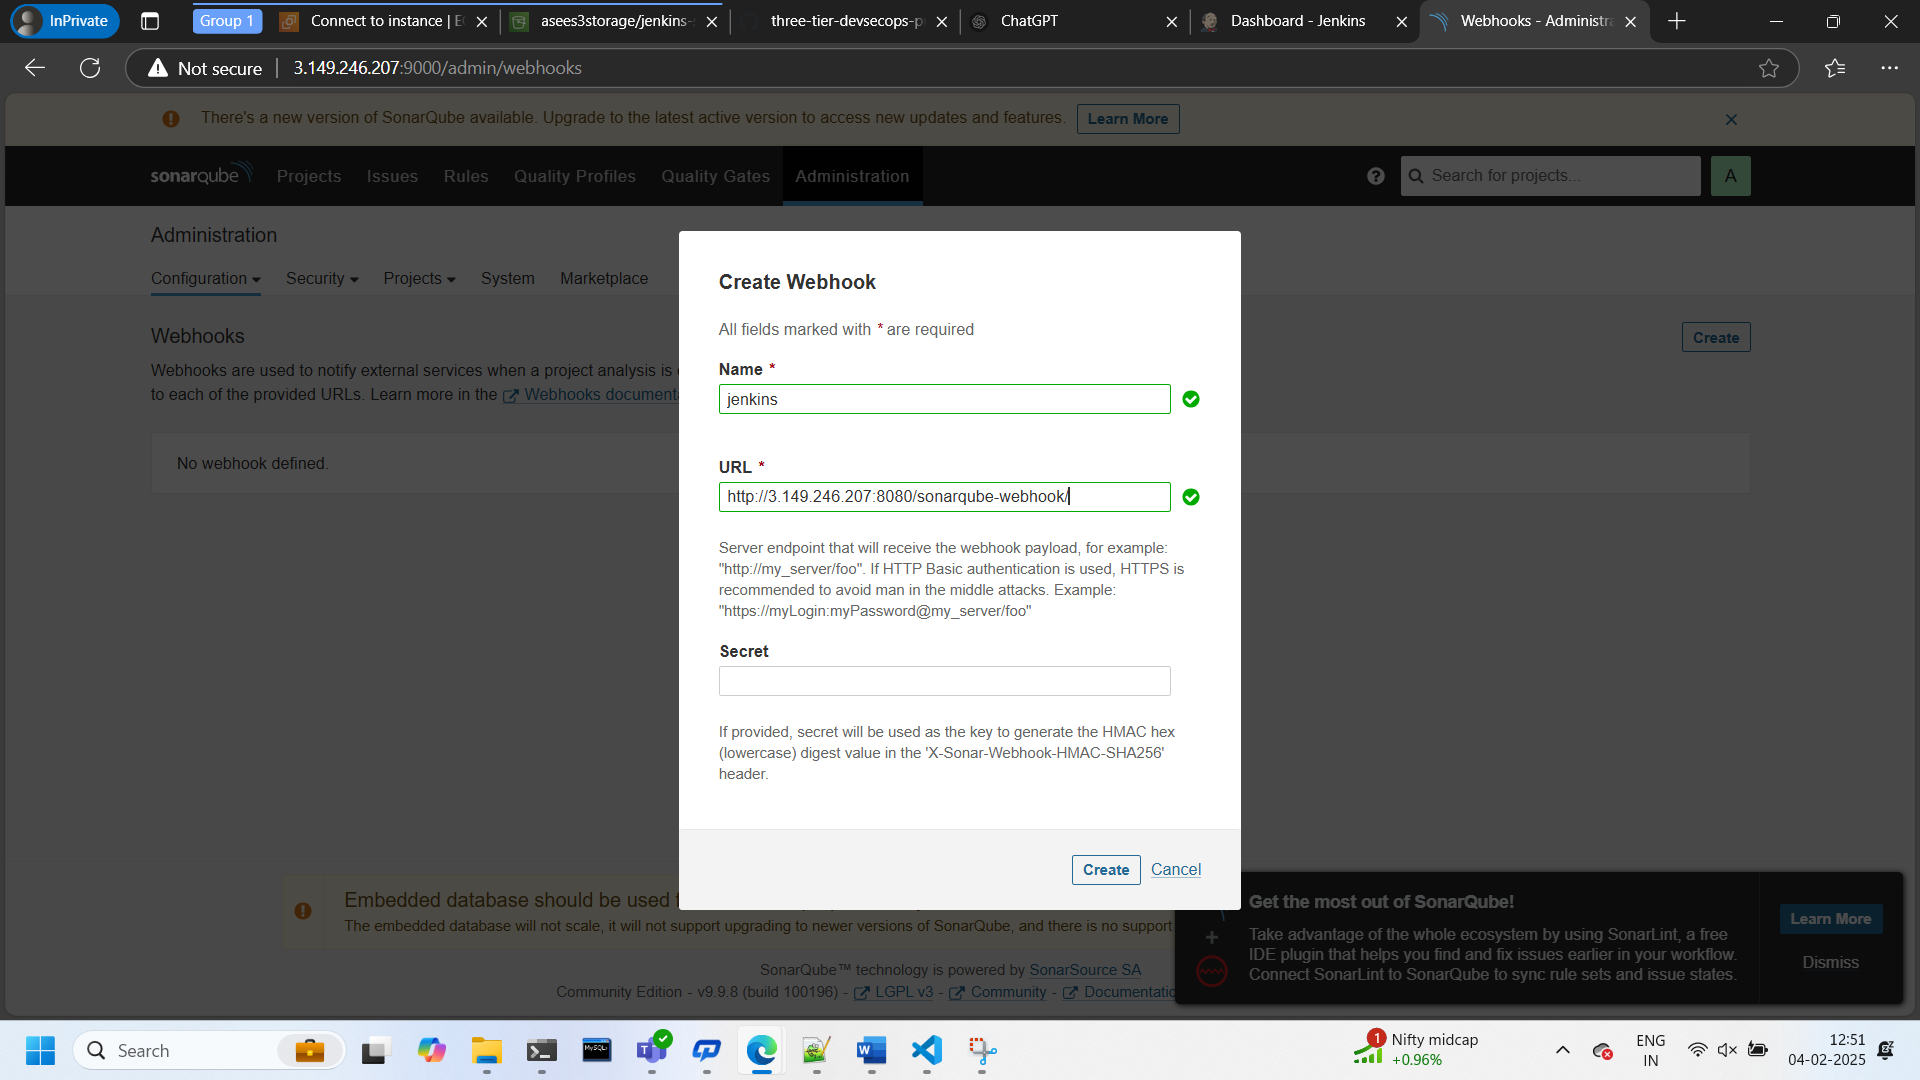 InPrivate
Group 1
Connect to instance | E
asees3storage/jenkins-
three-tier-devsecops-p
ChatGPT
Dashboard - Jenkins
Webhooks - Administra
Not secure
3.149.246.207:9000/admin/webhooks
There's a new version of SonarQube available. Upgrade to the latest active version to access new updates and features.
Learn More
sonarqube
Projects
Issues
Rules
Quality Profiles
Quality Gates
Administration
Search for projects...
A
Administration
Configuration
Security
Projects
System
Marketplace
Webhooks
Create
Webhooks are used to notify external services when a project analysis is
to each of the provided URLs. Learn more in the Webhooks document
No webhook defined.
Create Webhook
All fields marked with * are required
Name *
jenkins
URL *
http://3.149.246.207:8080/sonarqube-webhook/
Server endpoint that will receive the webhook payload, for example:
"http://my_server/foo". If HTTP Basic authentication is used, HTTPS is
recommended to avoid man in the middle attacks. Example:
"https://myLogin:myPassword@my_server/foo"
Secret
If provided, secret will be used as the key to generate the HMAC hex
(lowercase) digest value in the 'X-Sonar-Webhook-HMAC-SHA256'
header.
Create
Cancel
Embedded database should be used
The embedded database will not scale, it will not support upgrading to newer versions of SonarQube, and there is no support
SonarQube™ technology is powered by SonarSource SA
Community Edition - v9.9.8 (build 100196) - LGPL v3 - Community - Documentatio
Get the most out of SonarQube!
Take advantage of the whole ecosystem by using SonarLint, a free
IDE plugin that helps you find and fix issues earlier in your workflow.
Connect SonarLint to SonarQube to sync rule sets and issue states.
Learn More
Dismiss
Search
MySQL
1
Nifty midcap
+0.96%
ENG
IN
12:51
04-02-2025